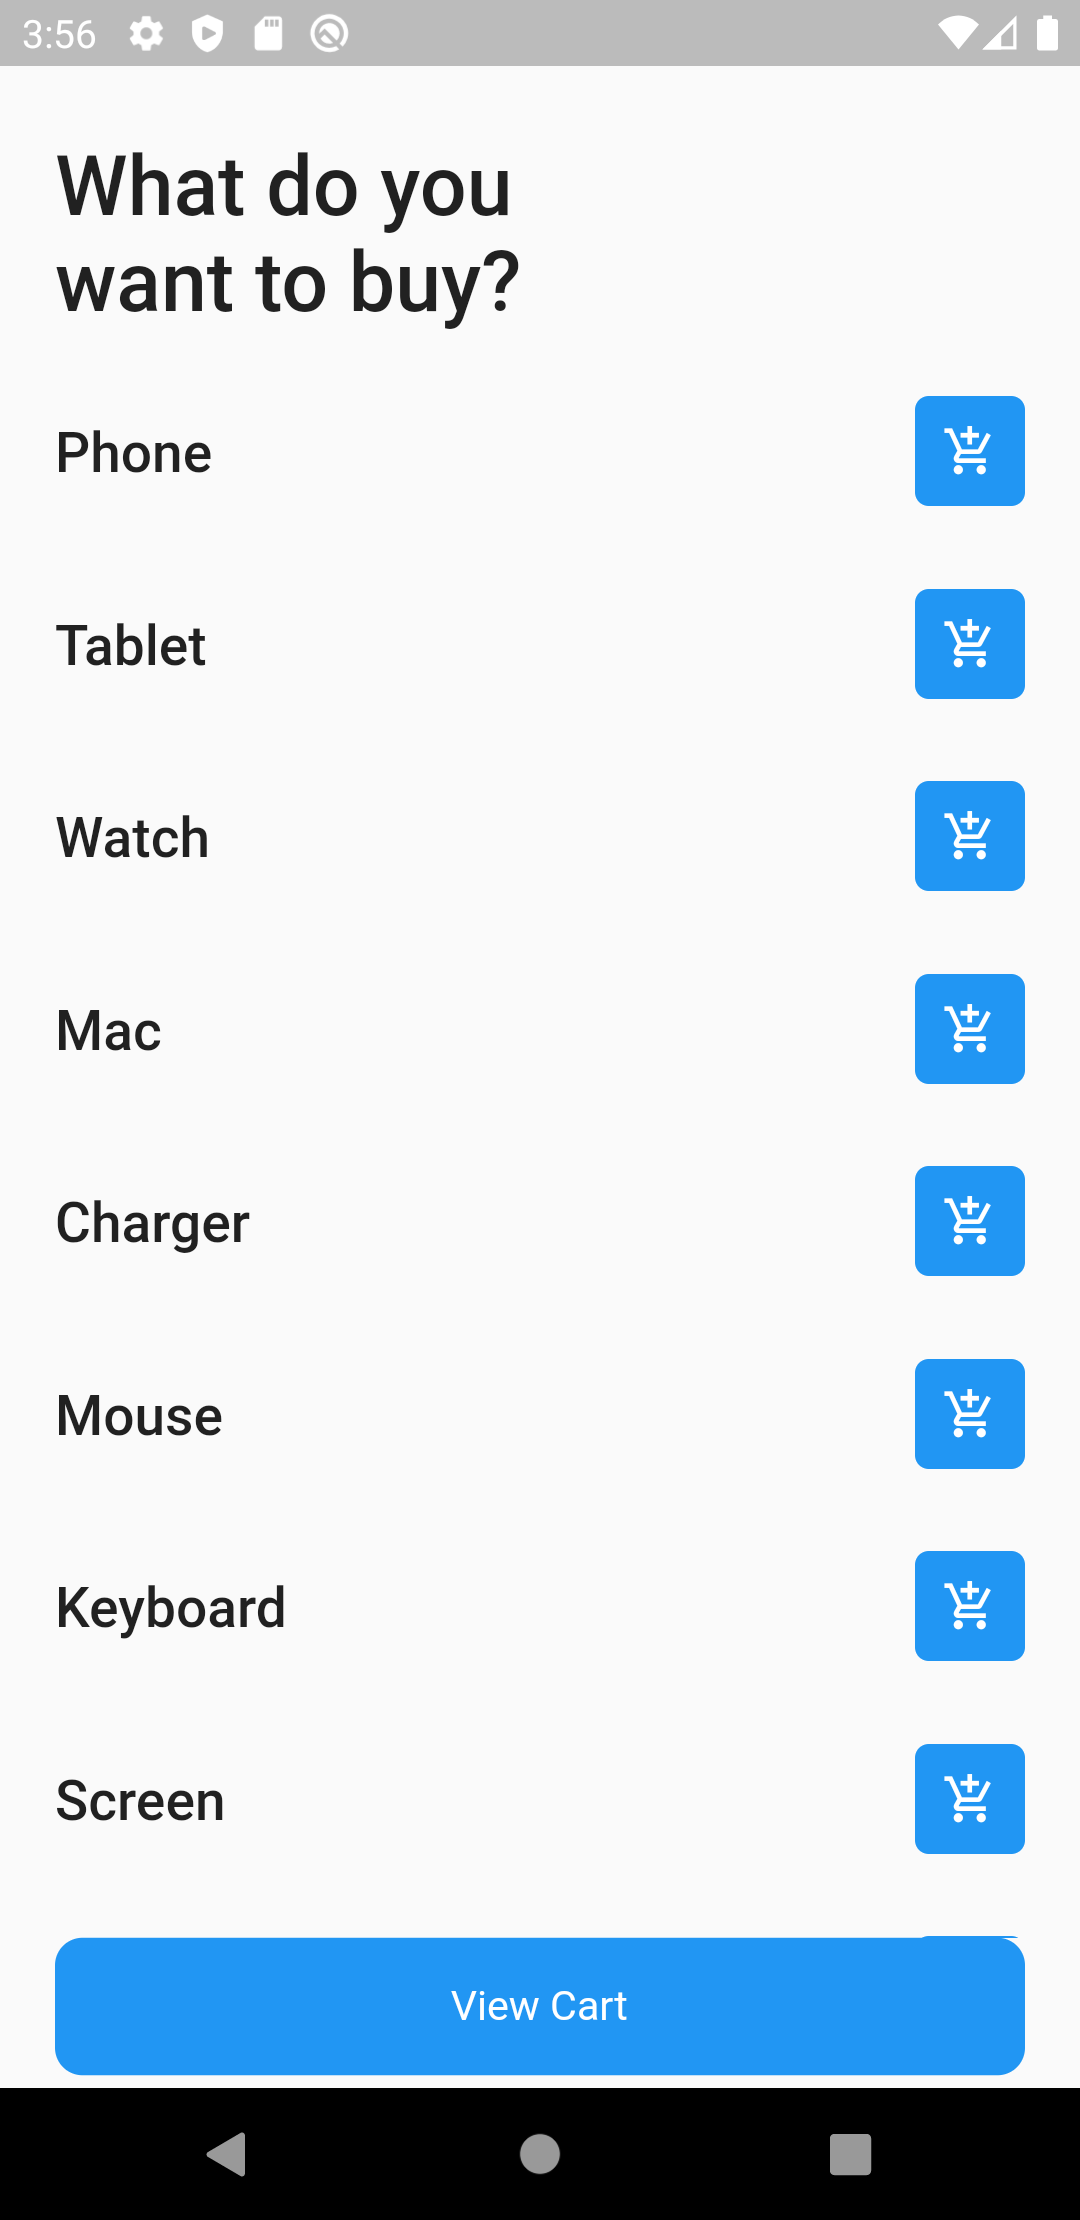 3:56
What do you
want to buy?
Phone
Tablet
Watch
Mac
Charger
Mouse
Keyboard
Screen
View Cart